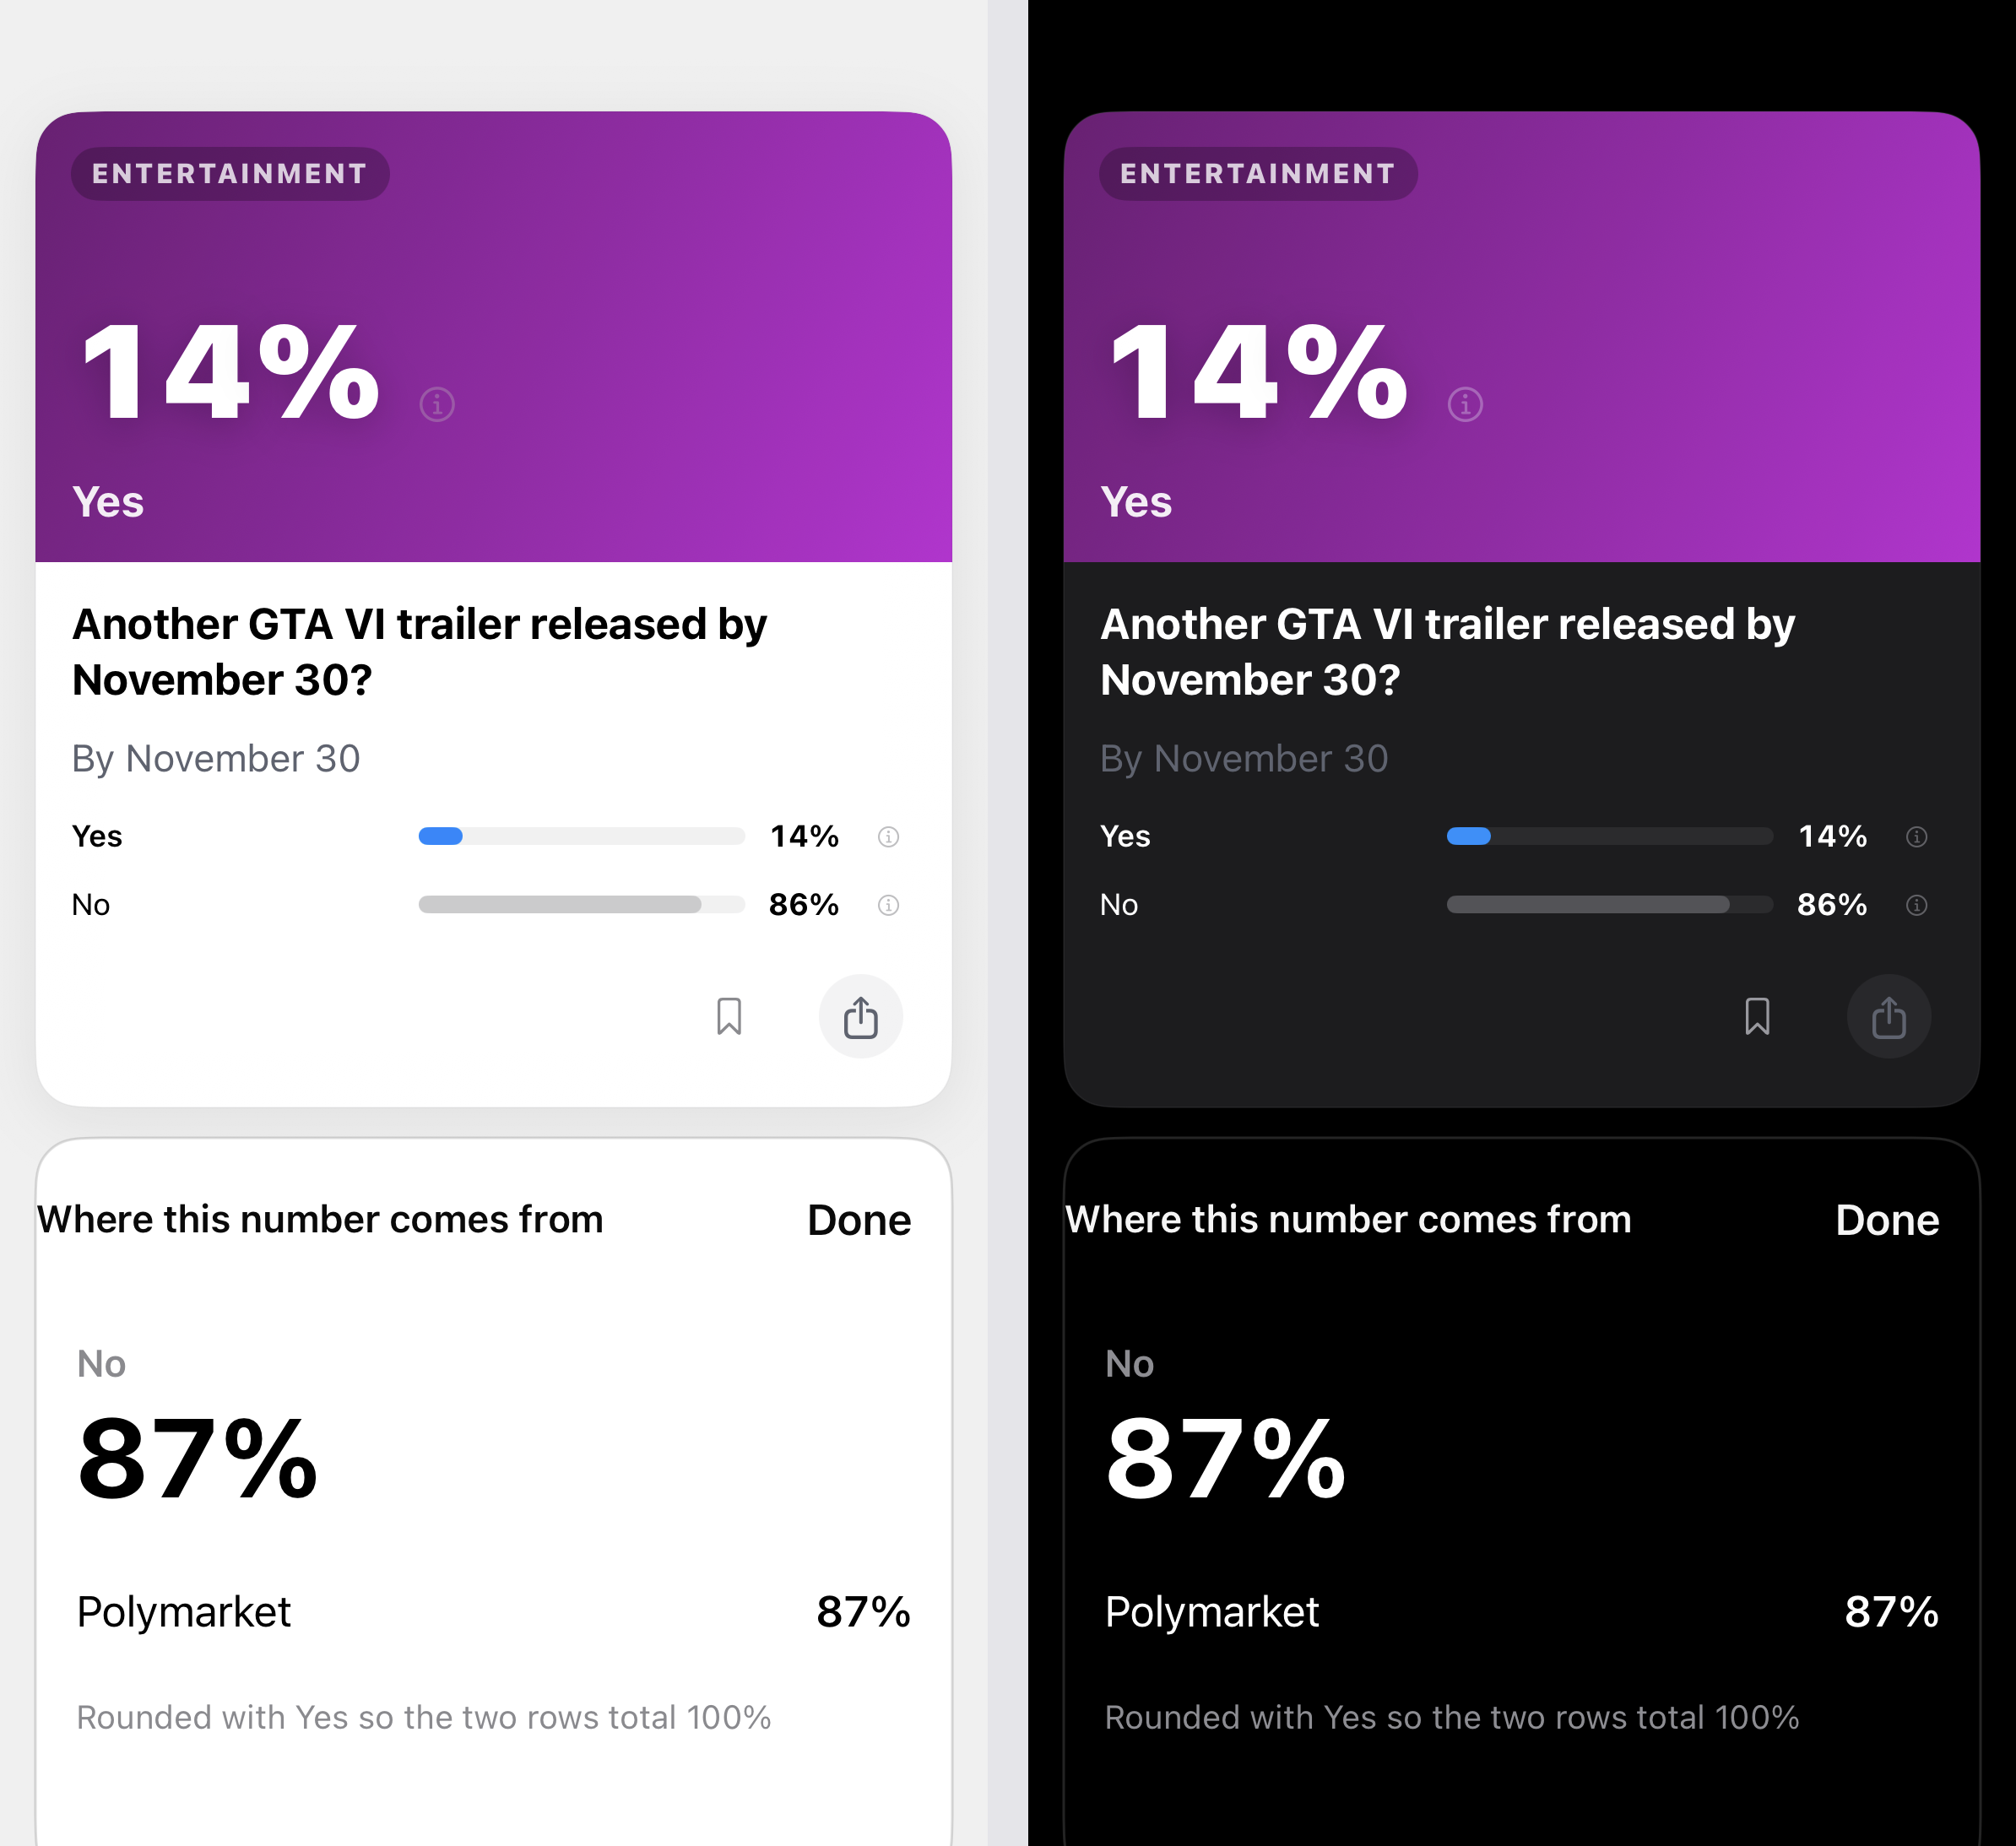 ENTERTAINMENT
14%
Yes
Another GTA VI trailer released by
November 30?
By November 30
Yes 14%
No 86%
Where this number comes from Done
No
87%
Polymarket 87%
Rounded with Yes so the two rows total 100%
ENTERTAINMENT
14%
Yes
Another GTA VI trailer released by
November 30?
By November 30
Yes 14%
No 86%
Where this number comes from Done
No
87%
Polymarket 87%
Rounded with Yes so the two rows total 100%